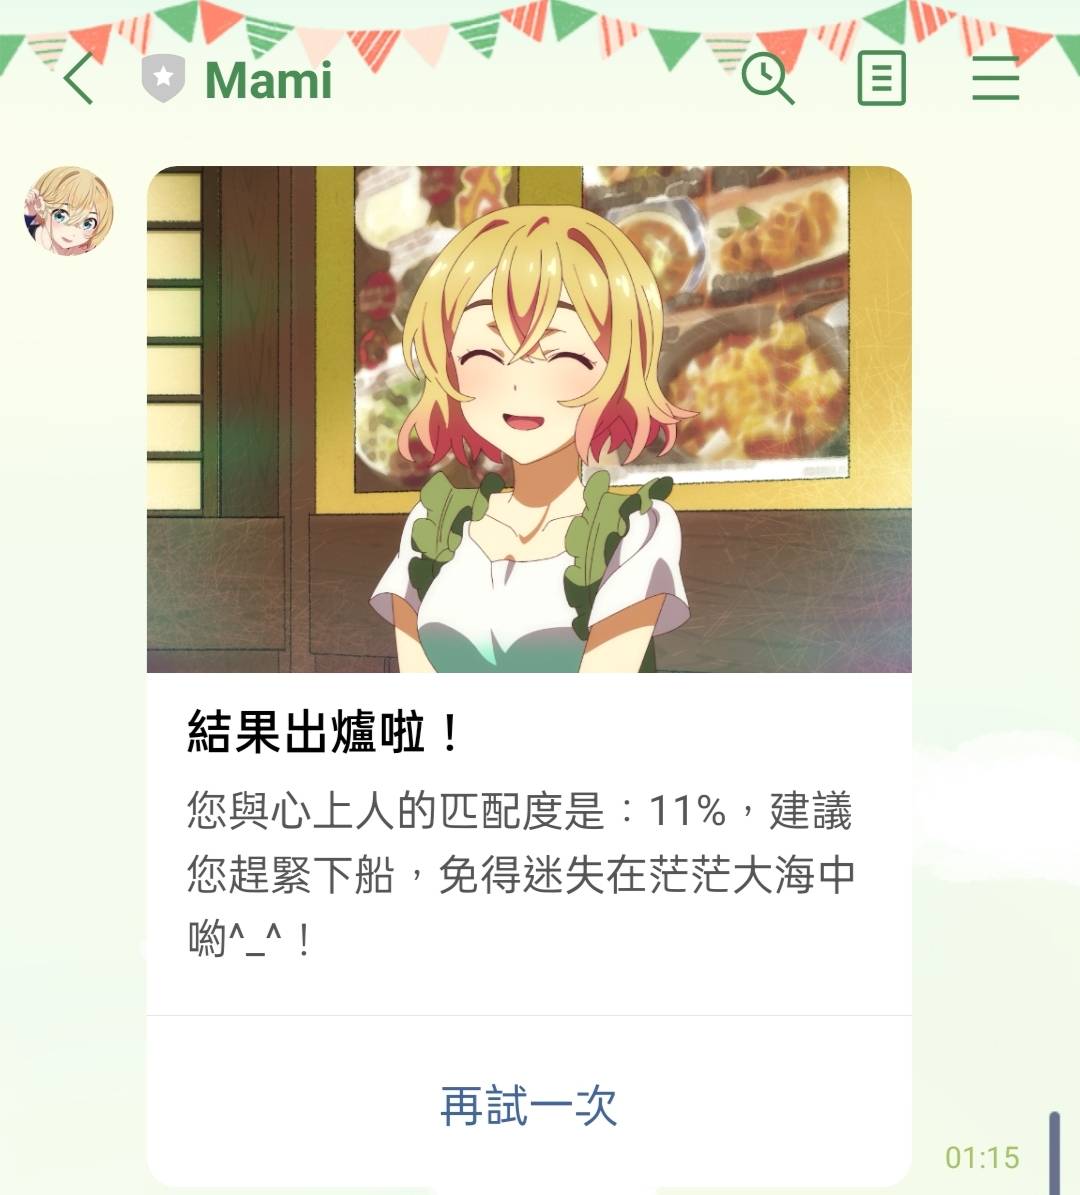 Mami
結果出爐啦！
您與心上人的匹配度是：11%，建議
您趕緊下船，免得迷失在茫茫大海中
喲^_^！
再試一次
01:15